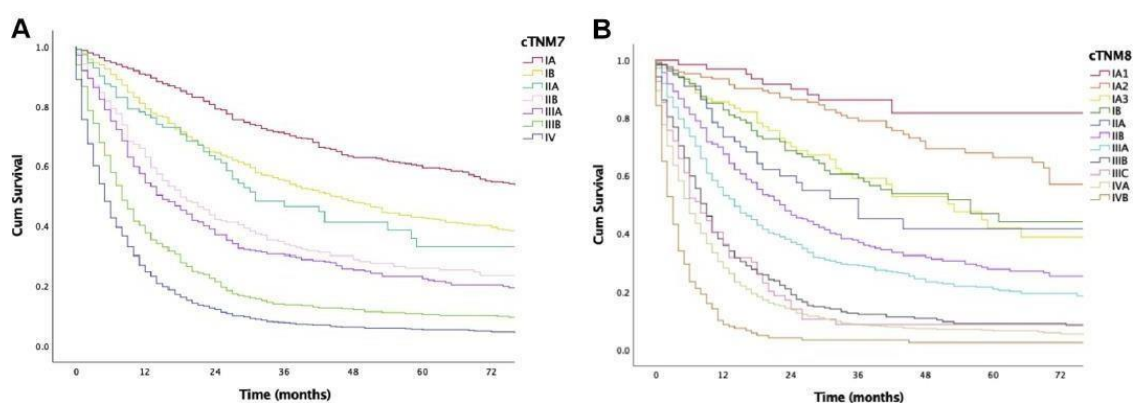 A
cTNM7
IA
IB
IIA
IIB
IIIA
IIIB
IV
1.0
0.8
0.6
0.4
0.2
0.0
Cum Survival
0 12 24 36 48 60 72
Time (months)
B
cTNM8
IA1
IA2
IA3
IB
IIA
IIB
IIIA
IIIB
IIIC
IVA
IVB
1.0
0.8
0.6
0.4
0.2
0.0
Cum Survival
0 12 24 36 48 60 72
Time (months)